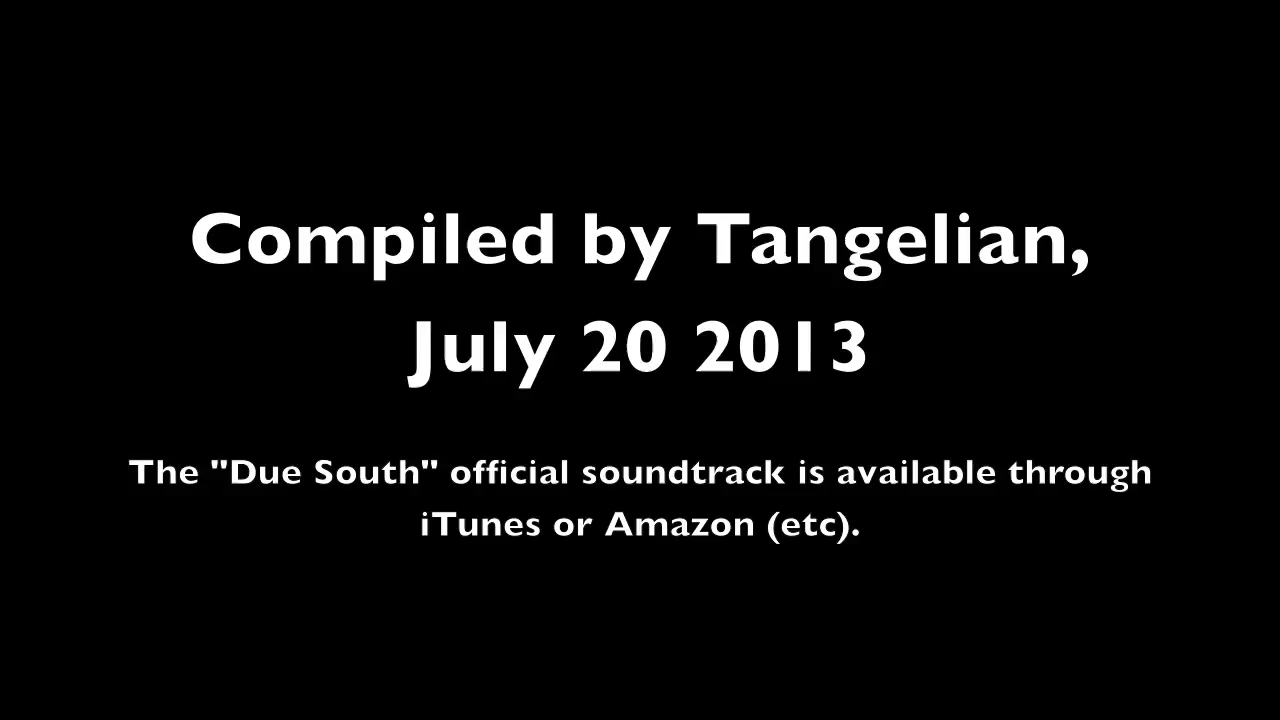 Compiled by Tangelian,
July 20 2013
The "Due South" official soundtrack is available through
iTunes or Amazon (etc).